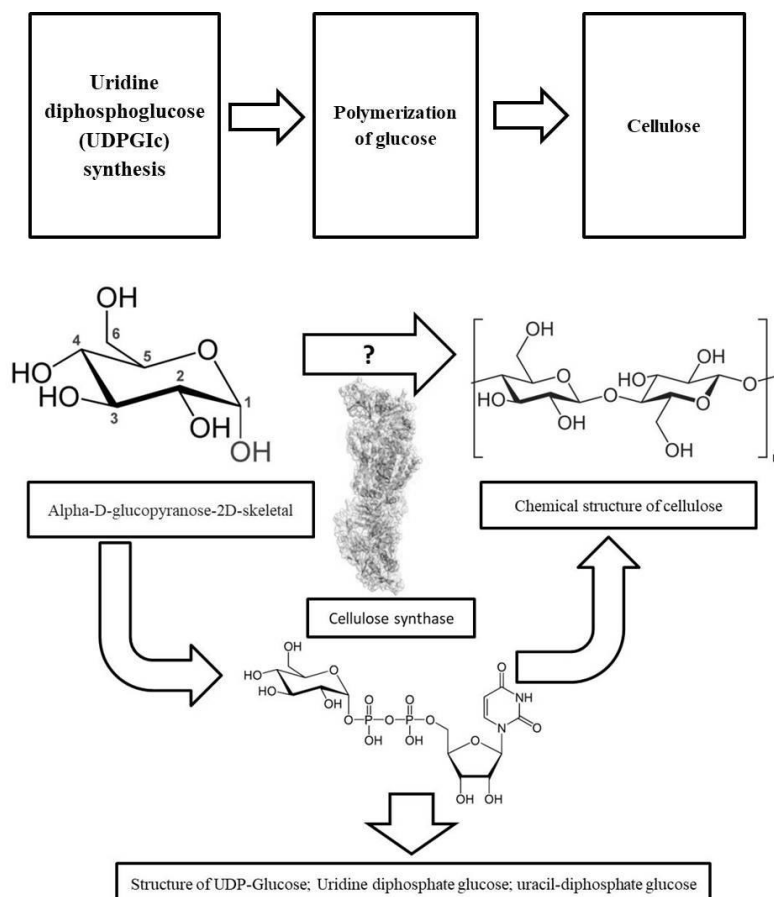 Uridine
diphosphoglucose
(UDPGIc)
synthesis
Polymerization
of glucose
Cellulose
OH
6
4
5
O
HO
2
HO
3
OH
1
OH
?
OH
O
HO
OH
O
OH
HO
O
O
OH
Alpha-D-glucopyranose-2D-skeletal
Chemical structure of cellulose
Cellulose synthase
OH
O
HO
HO
OH
O
O
P
OH
O
O
P
OH
O
O
N
NH
O
O
OH
OH
Structure of UDP-Glucose; Uridine diphosphate glucose; uracil-diphosphate glucose